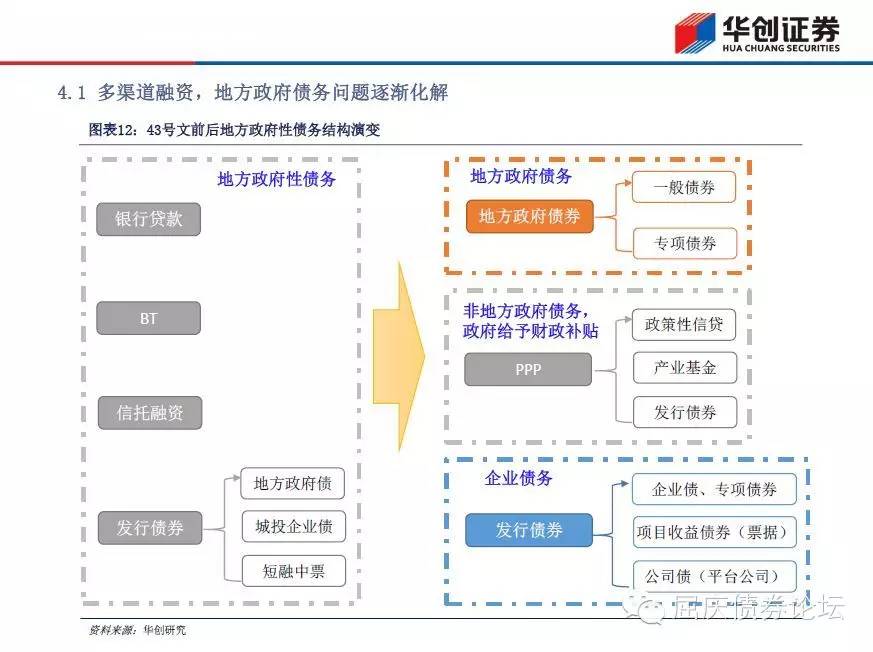 华创证券
HUA CHUANG SECURITIES
4.1 多渠道融资，地方政府债务问题逐渐化解
图表12：43号文前后地方政府性债务结构演变
地方政府性债务
银行贷款
BT
信托融资
发行债券
地方政府债
城投企业债
短融中票
地方政府债务
地方政府债券
一般债券
专项债券
非地方政府债务，
政府给予财政补贴
PPP
政策性信贷
产业基金
发行债券
企业债务
发行债券
企业债、专项债券
项目收益债券（票据）
公司债（平台公司）
屈庆债券论坛
资料来源：华创研究